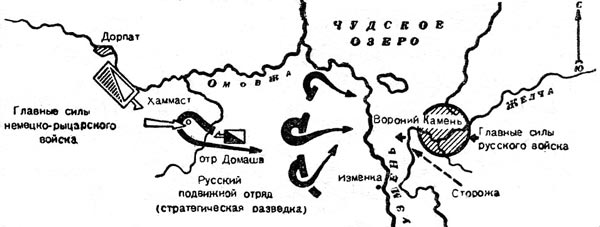 Дорпат
ЧУДСКОЕ
ОЗЕРО
С
Ю
Омовжа
Хаммаст
Желча
Главные силы
немецко-рыцарского
войска
Вороний Камень
Главные силы
русского войска
отр. Домаша
Русский
подвижной отряд
(стратегическая разведка)
Изменка
УЗМЕНЬ
Сторожа